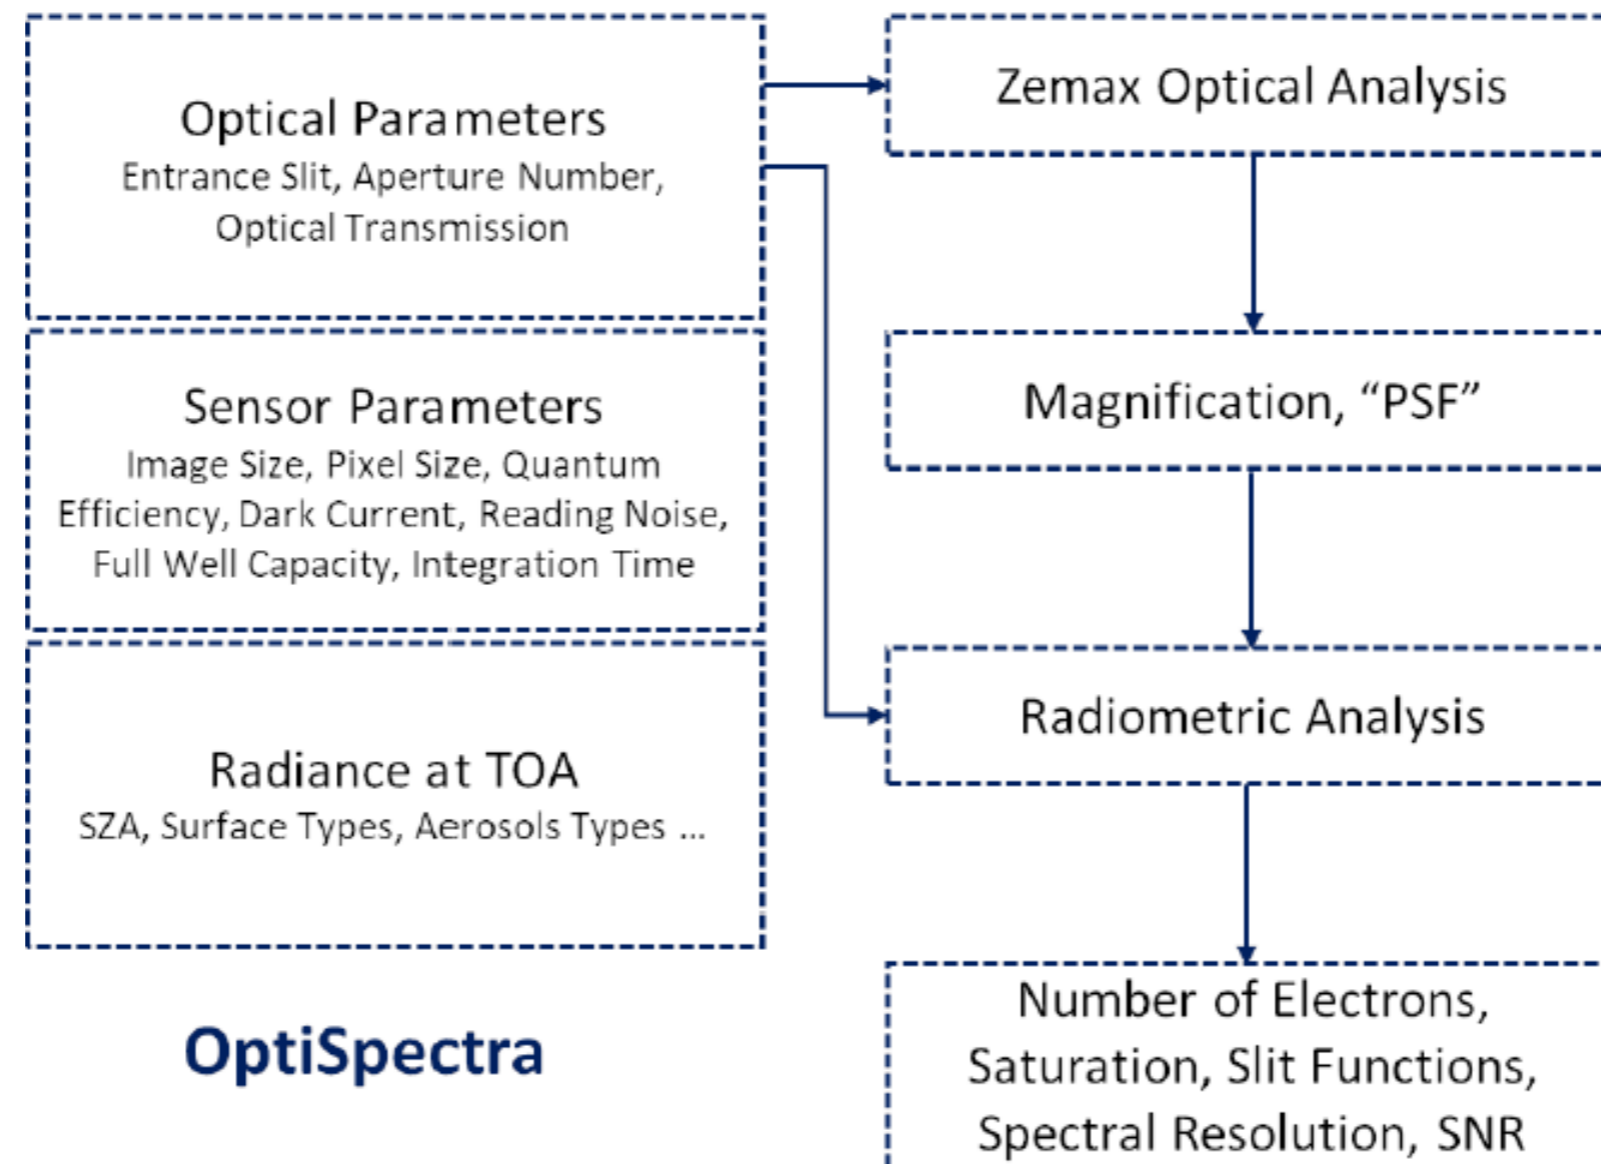 Optical Parameters
Entrance Slit, Aperture Number,
Optical Transmission
Sensor Parameters
Image Size, Pixel Size, Quantum
Efficiency, Dark Current, Reading Noise,
Full Well Capacity, Integration Time
Radiance at TOA
SZA, Surface Types, Aerosols Types ...
OptiSpectra
Zemax Optical Analysis
Magnification, “PSF”
Radiometric Analysis
Number of Electrons,
Saturation, Slit Functions,
Spectral Resolution, SNR